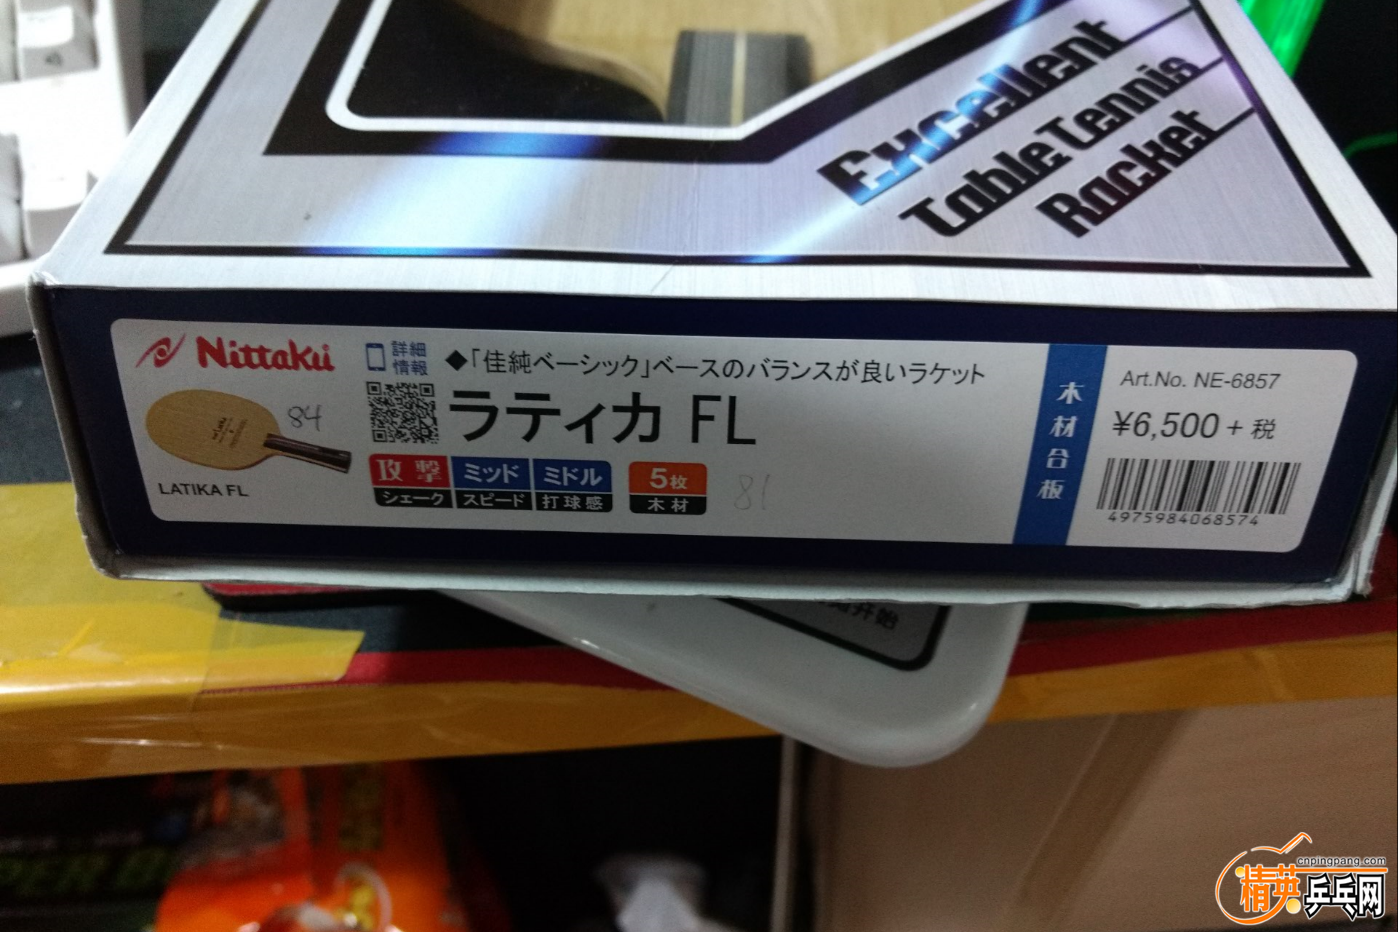 Excellent
Table Tennis
Racket
Nittaku
詳細
情報
◆「佳純ベーシック」ベースのバランスが良いラケット
ラティカ FL
84
LATIKA FL
攻撃
シェーク
ミッド
スピード
ミドル
打球感
5枚
木材
81
木材合板
Art.No. NE-6857
¥6,500 + 税
4975984068574
开始
cnpingpang.com
精英乒乓网